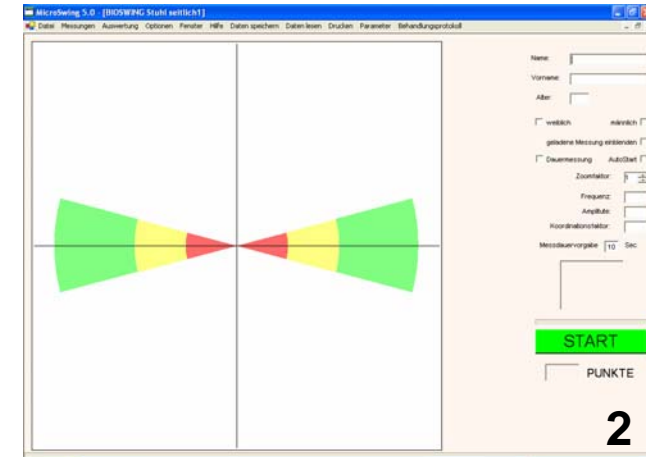 MicroSwing 5.0 - [BIOSWING Stuhl seitlich1]
Datei Messungen Auswertung Optionen Fenster Hilfe Daten speichern Daten lesen Drucken Parameter Behandlungsprotokoll
Name:
Vorname:
Alter:
weiblich männlich
geladene Messung einblenden
Dauermessung AutoStart
Zoomfaktor: 1
Frequenz:
Amplitute:
Koordinationsfaktor:
Messdauervorgabe 10 Sec
START
PUNKTE
2